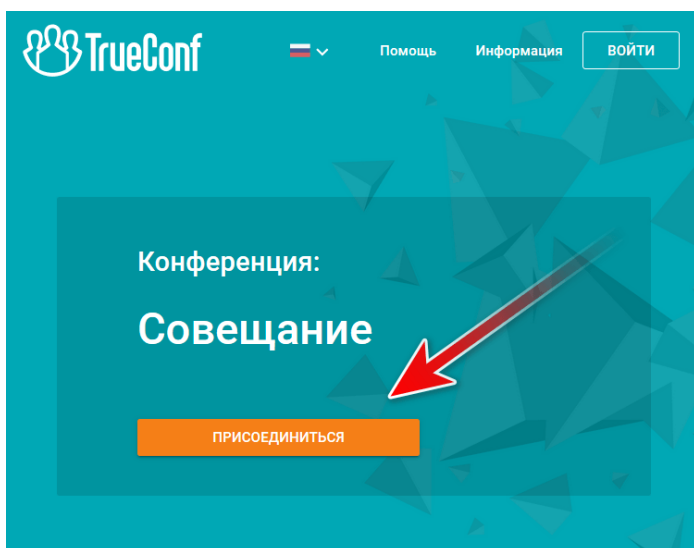 TrueConf
Помощь
Информация
ВОЙТИ
Конференция:
Совещание
ПРИСОЕДИНИТЬСЯ